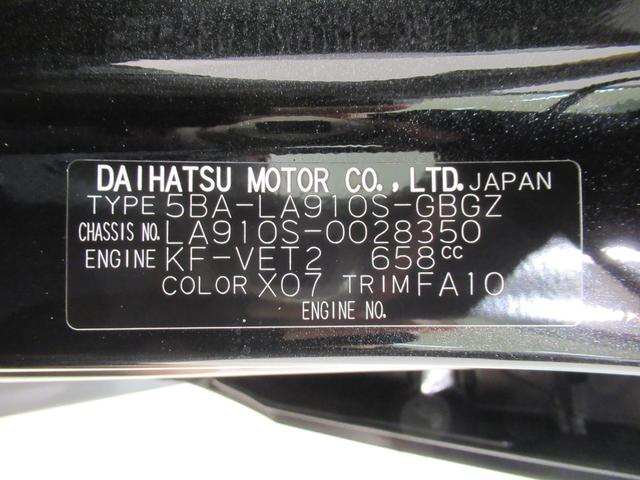 DAIHATSU MOTOR CO., LTD. JAPAN
TYPE 5BA-LA910S-GBGZ
CHASSIS NO. LA910S-0028350
ENGINE KF-VET2 658cc
COLOR X07 TRIM FA10
ENGINE NO.